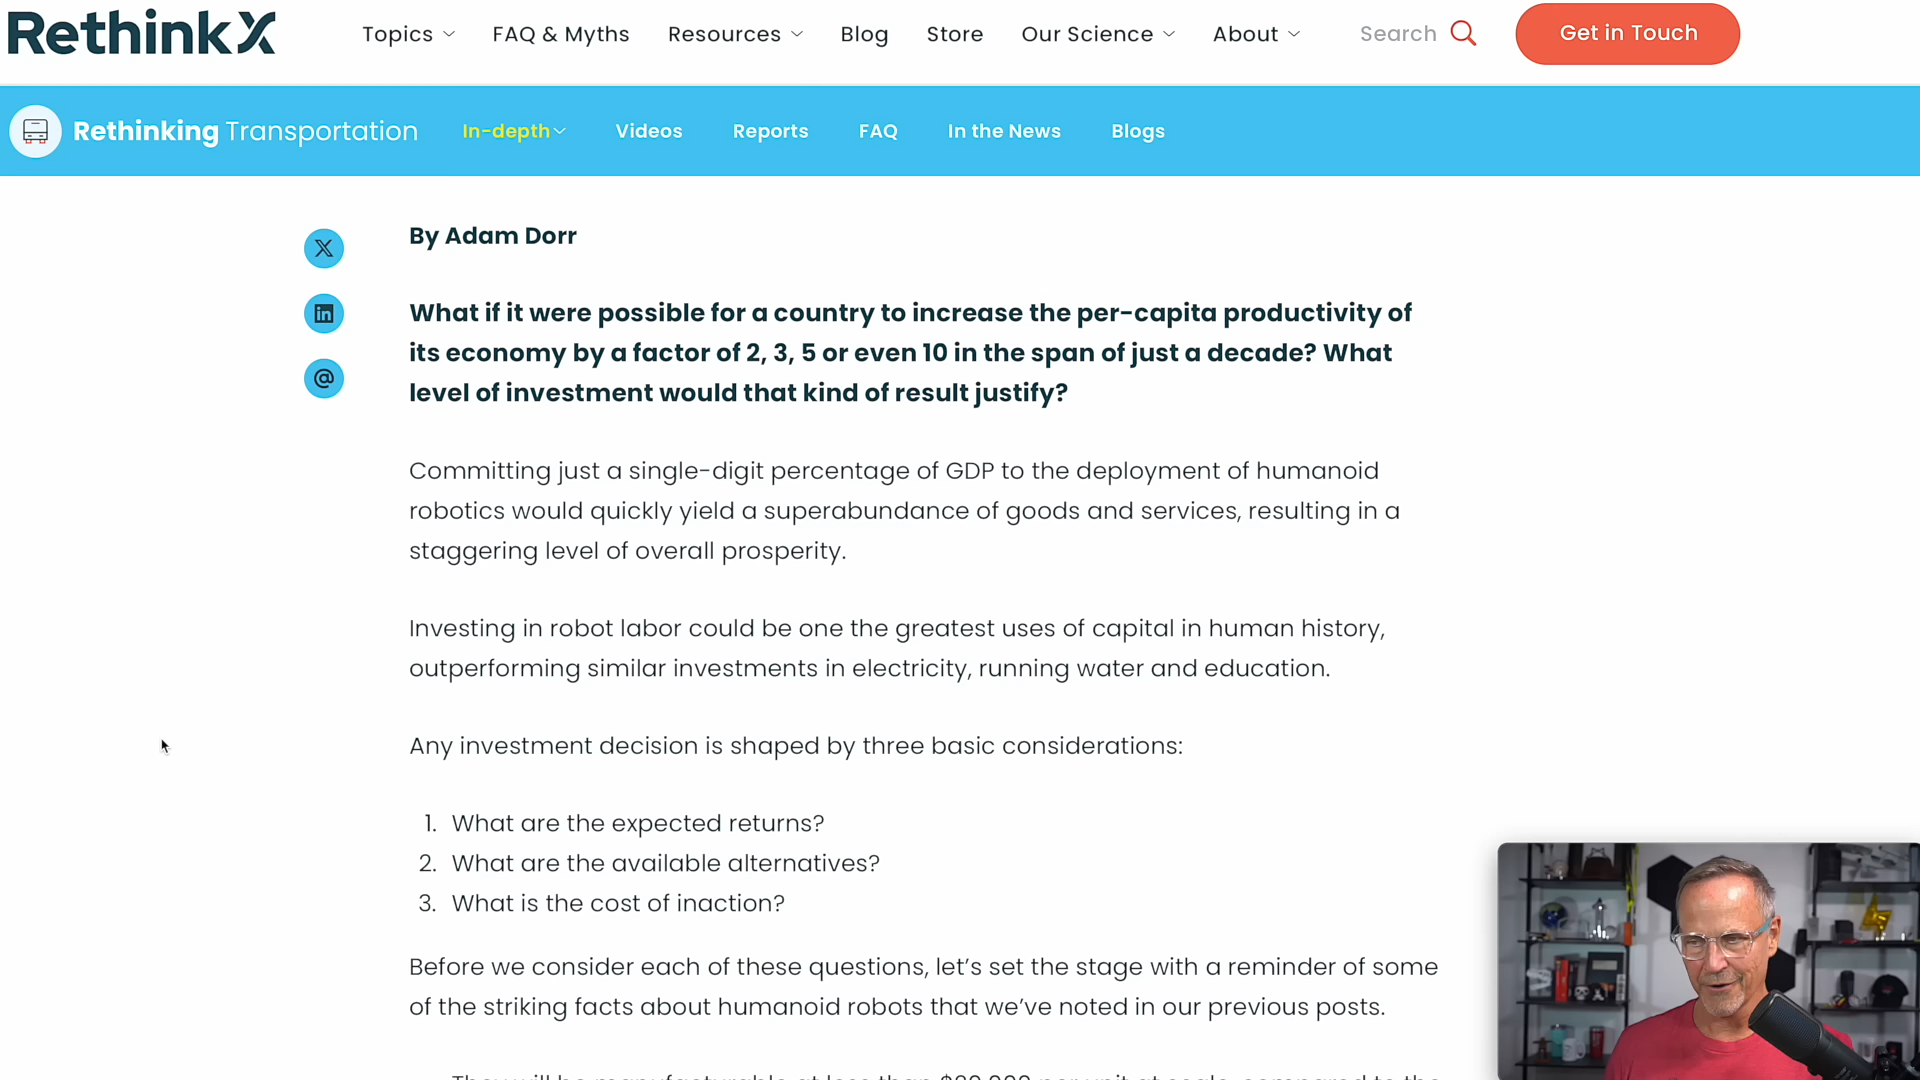 RethinkX
Topics
FAQ & Myths
Resources
Blog
Store
Our Science
About
Search
Get in Touch
Rethinking Transportation
In-depth
Videos
Reports
FAQ
In the News
Blogs
By Adam Dorr
What if it were possible for a country to increase the per-capita productivity of
its economy by a factor of 2, 3, 5 or even 10 in the span of just a decade? What
level of investment would that kind of result justify?
Committing just a single-digit percentage of GDP to the deployment of humanoid
robotics would quickly yield a superabundance of goods and services, resulting in a
staggering level of overall prosperity.
Investing in robot labor could be one the greatest uses of capital in human history,
outperforming similar investments in electricity, running water and education.
Any investment decision is shaped by three basic considerations:
1. What are the expected returns?
2. What are the available alternatives?
3. What is the cost of inaction?
Before we consider each of these questions, let's set the stage with a reminder of some
of the striking facts about humanoid robots that we've noted in our previous posts.